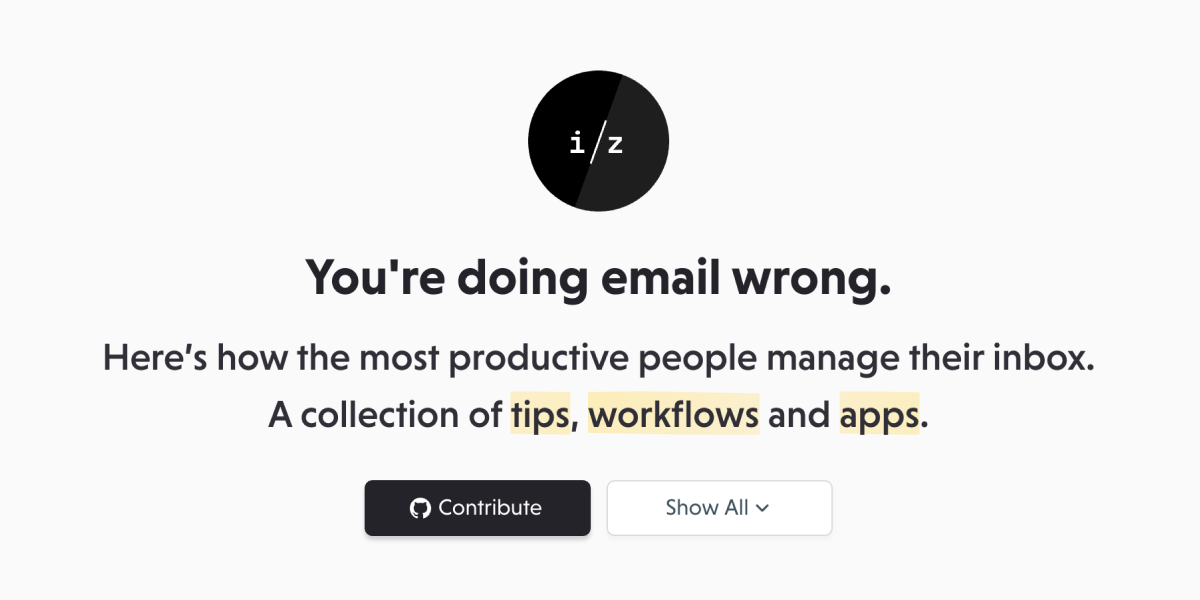 i/z
You're doing email wrong.
Here’s how the most productive people manage their inbox.
A collection of tips, workflows and apps.
Contribute
Show All